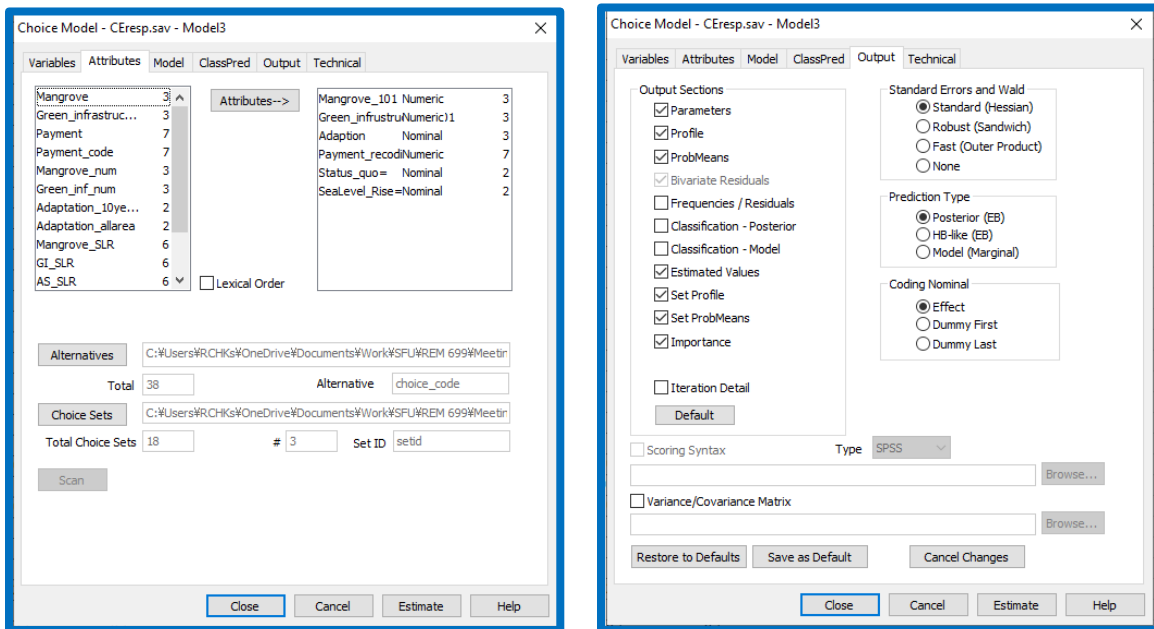 Choice Model - CEresp.sav - Model3
Variables Attributes Model ClassPred Output Technical
Mangrove 3
Green_infrastruc... 3
Payment 7
Payment_code 7
Mangrove_num 3
Green_inf_num 3
Adaptation_10ye... 2
Adaptation_allarea 2
Mangrove_SLR 6
GI_SLR 6
AS_SLR 6
Attributes-->
Lexical Order
Mangrove_101 Numeric 3
Green_infrustruNumeric)1 3
Adaption Nominal 3
Payment_recodiNumeric 7
Status_quo= Nominal 2
SeaLevel_Rise=Nominal 2
Alternatives C:¥Users¥RCHKs¥OneDrive¥Documents¥Work¥SFU¥REM 699¥Meetin
Total 38 Alternative choice_code
Choice Sets C:¥Users¥RCHKs¥OneDrive¥Documents¥Work¥SFU¥REM 699¥Meetin
Total Choice Sets 18 # 3 Set ID setid
Scan
Close Cancel Estimate Help
Choice Model - CEresp.sav - Model3
Variables Attributes Model ClassPred Output Technical
Output Sections
Parameters
Profile
ProbMeans
Bivariate Residuals
Frequencies / Residuals
Classification - Posterior
Classification - Model
Estimated Values
Set Profile
Set ProbMeans
Importance
Iteration Detail
Default
Standard Errors and Wald
Standard (Hessian)
Robust (Sandwich)
Fast (Outer Product)
None
Prediction Type
Posterior (EB)
HB-like (EB)
Model (Marginal)
Coding Nominal
Effect
Dummy First
Dummy Last
Scoring Syntax Type SPSS
Browse...
Variance/Covariance Matrix
Browse...
Restore to Defaults Save as Default Cancel Changes
Close Cancel Estimate Help